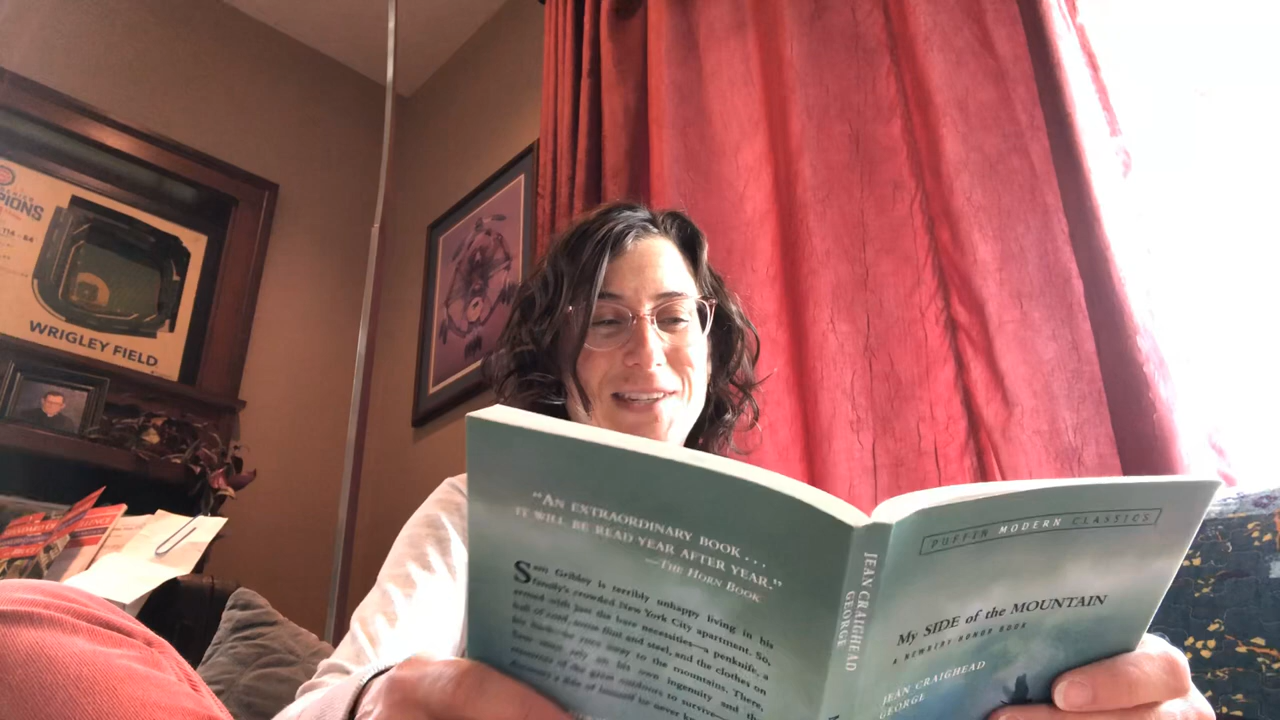 PIONS
114 - 84
WRIGLEY FIELD
"AN EXTRAORDINARY BOOK . . .
IT WILL BE READ YEAR AFTER YEAR."
—THE HORN BOOK
Sam Gribley is terribly unhappy living in his
family's crowded New York City apartment. So,
armed with just the bare necessities—a penknife, a
ball of cord, some flint and steel, and the clothes on
his back—he runs away to the mountains. There,
Sam must rely on his own ingenuity and the
JEAN CRAIGHEAD
GEORGE
PUFFIN MODERN CLASSICS
My SIDE of the MOUNTAIN
A NEWBERY HONOR BOOK
JEAN CRAIGHEAD
GEORGE